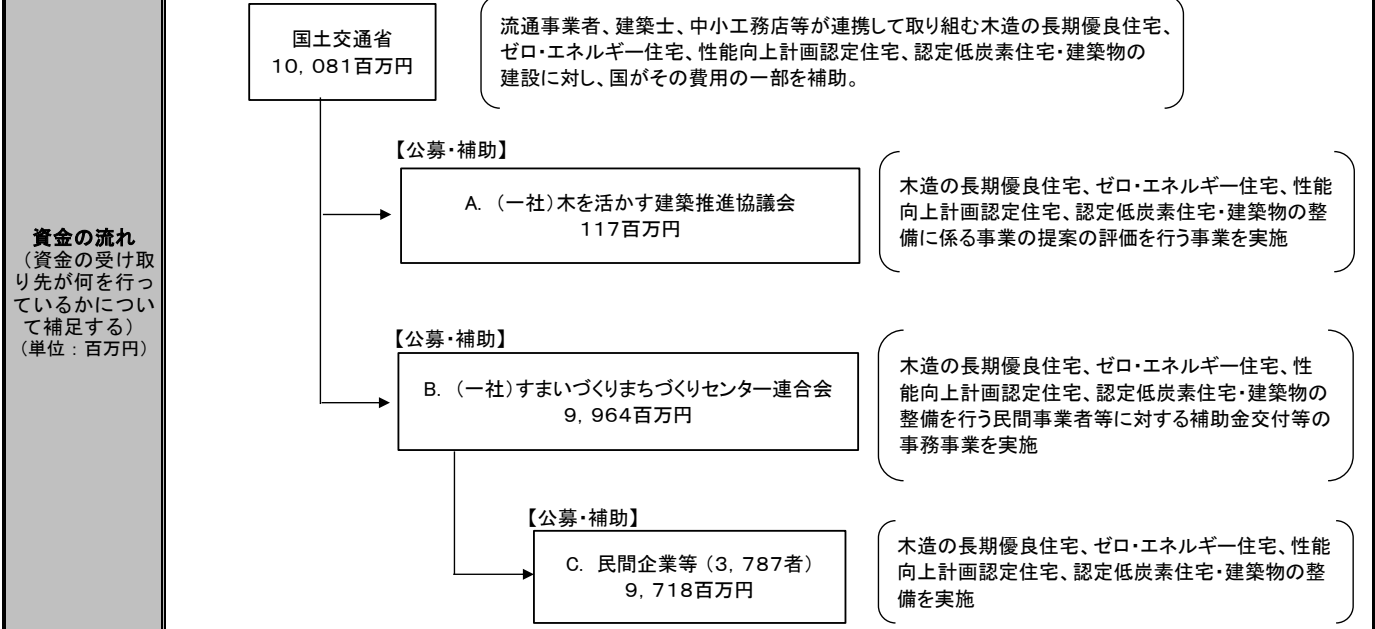 国土交通省
10，081百万円
流通事業者、建築士、中小工務店等が連携して取り組む木造の長期優良住宅、
ゼロ・エネルギー住宅、性能向上計画認定住宅、認定低炭素住宅・建築物の
建設に対し、国がその費用の一部を補助。
【公募・補助】
A. （一社）木を活かす建築推進協議会
117百万円
木造の長期優良住宅、ゼロ・エネルギー住宅、性能
向上計画認定住宅、認定低炭素住宅・建築物の整
備に係る事業の提案の評価を行う事業を実施
資金の流れ
（資金の受け取
り先が何を行っ
ているかについ
て補足する）
（単位：百万円）
【公募・補助】
B. （一社）すまいづくりまちづくりセンター連合会
9，964百万円
木造の長期優良住宅、ゼロ・エネルギー住宅、性
能向上計画認定住宅、認定低炭素住宅・建築物の
整備を行う民間事業者等に対する補助金交付等の
事務事業を実施
【公募・補助】
C. 民間企業等（3，787者）
9，718百万円
木造の長期優良住宅、ゼロ・エネルギー住宅、性能
向上計画認定住宅、認定低炭素住宅・建築物の整
備を実施